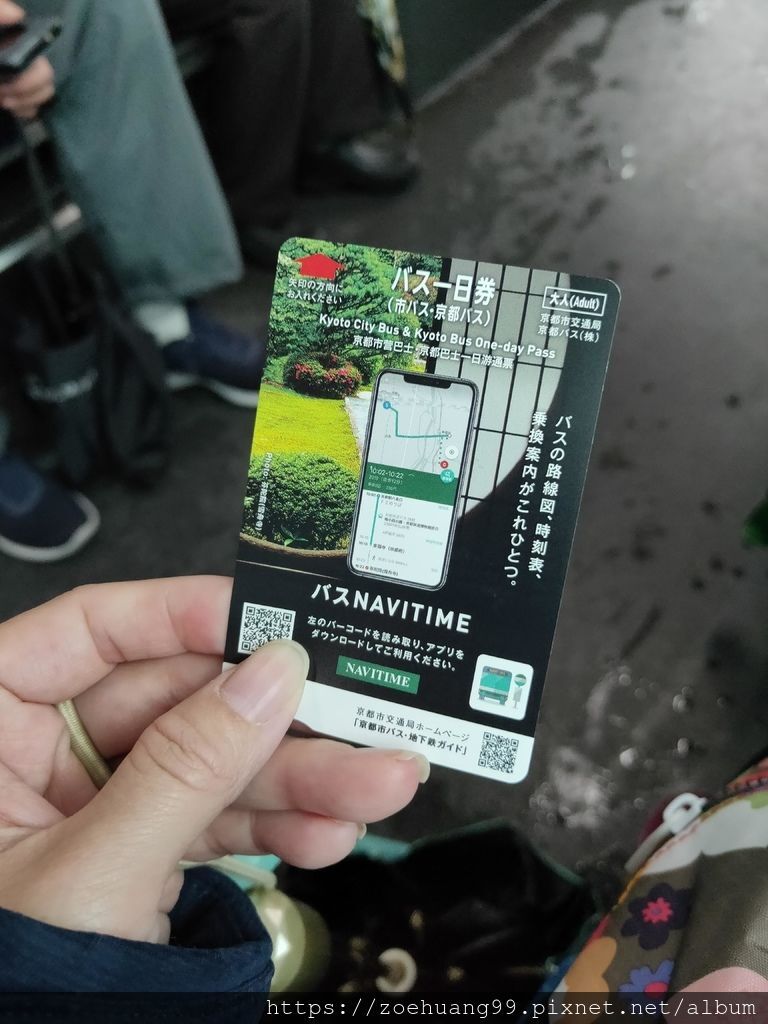 矢印の方向に
お入れください
バス一日券
(市バス・京都バス)
Kyoto City Bus & Kyoto Bus One-day Pass
京都市营巴士・京都巴士一日游通票
大人(Adult)
京都市交通局
京都バス(株)
バスの路線図、時刻表、
乗換案内がこれひとつ。
10:02-10:22
バスNAVITIME
左のバーコードを読み取り、アプリを
ダウンロードしてご利用ください。
NAVITIME
京都市交通局ホームページ
「京都市バス・地下鉄ガイド」
https://zoehuang99.pixnet.net/album